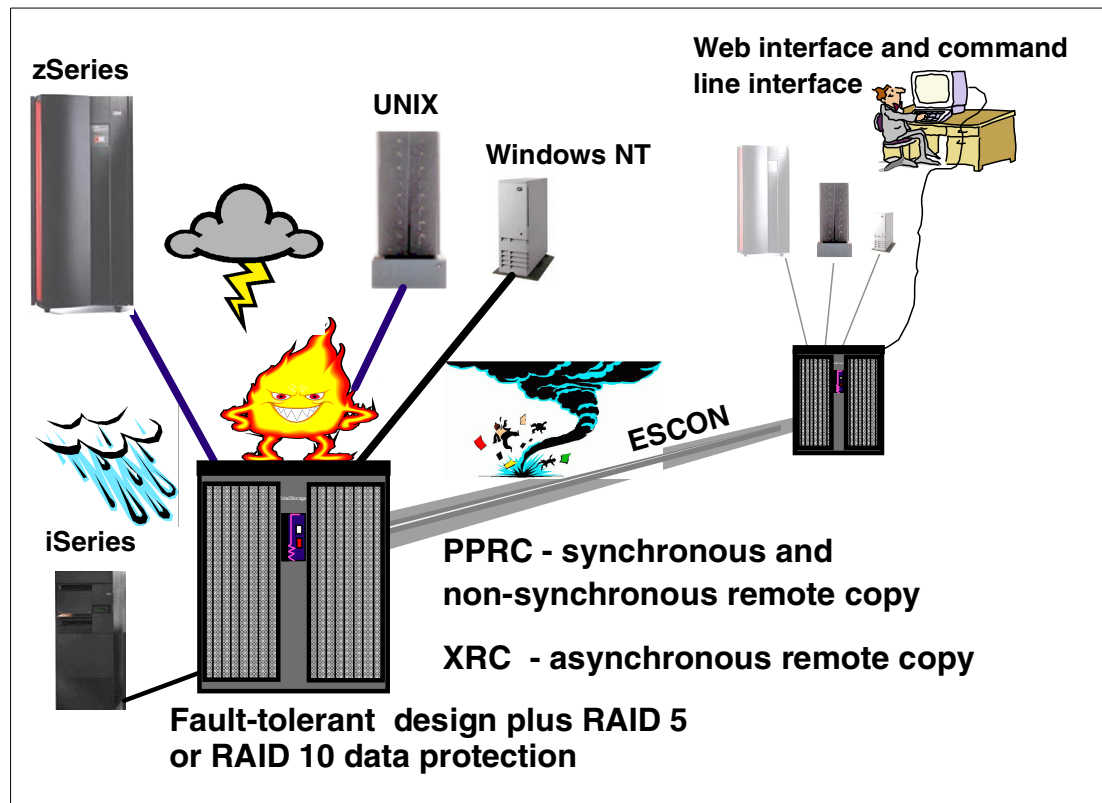 zSeries
UNIX
Windows NT
Web interface and command
line interface
ESCON
iSeries
PPRC - synchronous and
non-synchronous remote copy
XRC - asynchronous remote copy
Fault-tolerant design plus RAID 5
or RAID 10 data protection